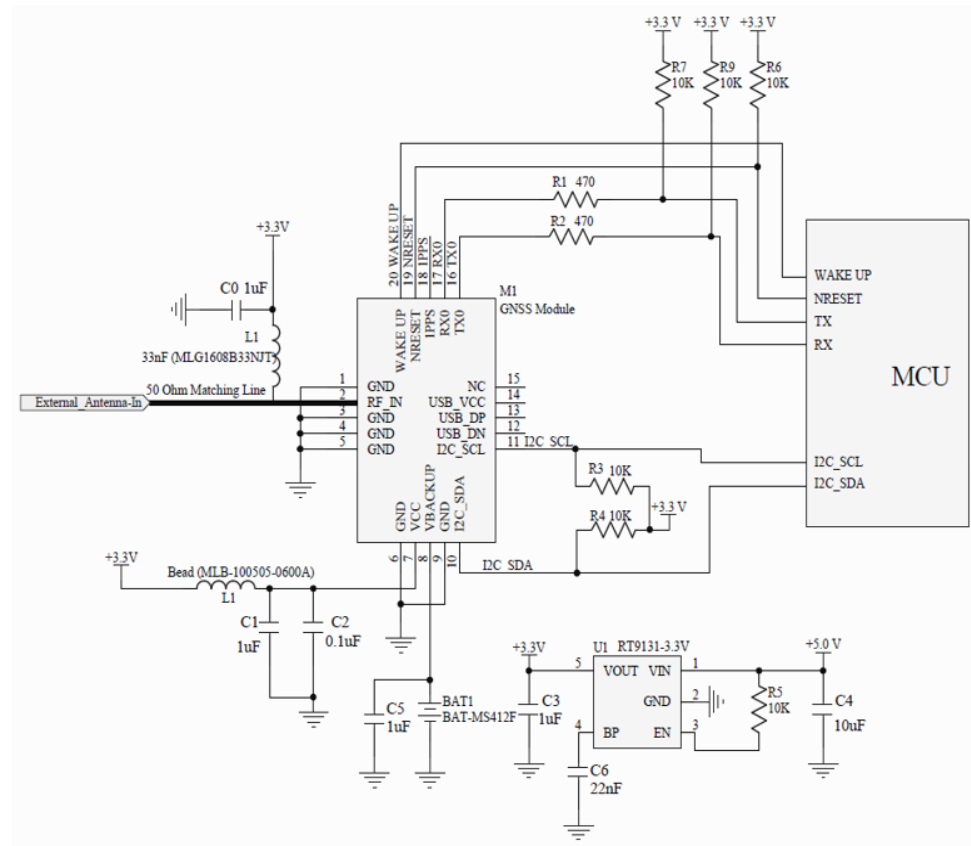 +3.3 V +3.3 V +3.3 V
R7 R9 R6
10K 10K 10K
R1 470
R2 470
+3.3V
C0 1uF
L1
33nF (MLG1608B33NJT)
50 Ohm Matching Line
External_Antenna-In
20 WAKE UP
19 NRESET
18 1PPS
17 RX0
16 TX0
M1
GNSS Module
WAKE UP
NRESET
1PPS
RX0
TX0
1 GND
2 RF_IN
3 GND
4 GND
5 GND
NC 15
USB_VCC 14
USB_DP 13
USB_DN 12
I2C_SCL 11 I2C_SCL
GND
VCC
VBACKUP
GND
I2C_SDA
6
7
8
9
10
I2C_SDA
R3 10K
R4 10K
+3.3 V
WAKE UP
NRESET
TX
RX
MCU
I2C_SCL
I2C_SDA
+3.3V
Bead (MLB-100505-0600A)
L1
C1
1uF
C2
0.1uF
C5
1uF
BAT1
BAT-MS412F
+3.3V
U1 RT9131-3.3V
+5.0 V
5 VOUT VIN 1
GND 2
4 BP EN 3
C3
1uF
R5
10K
C4
10uF
C6
22nF